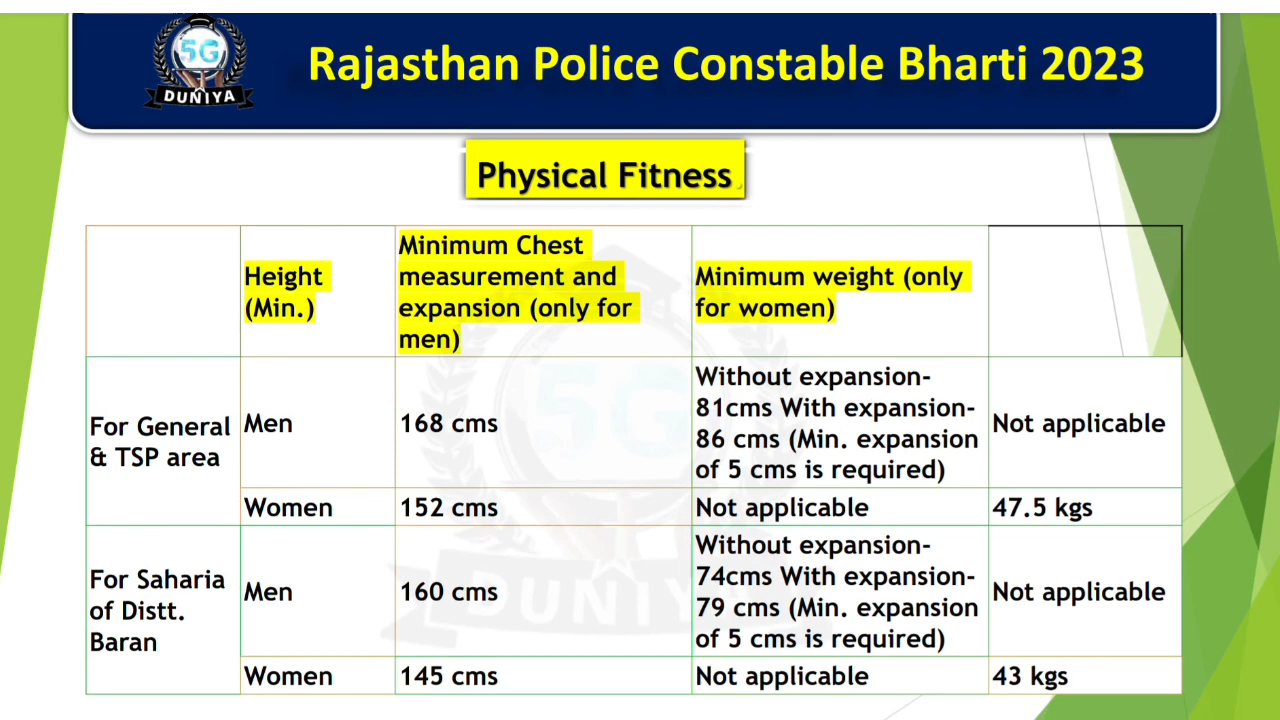 5G
DUNIYA
Rajasthan Police Constable Bharti 2023
Physical Fitness
Height
(Min.)
Minimum Chest
measurement and
expansion (only for
men)
Minimum weight (only
for women)
For General
& TSP area
Men
168 cms
Without expansion-
81cms With expansion-
86 cms (Min. expansion
of 5 cms is required)
Not applicable
Women
152 cms
Not applicable
47.5 kgs
For Saharia
of Distt.
Baran
Men
160 cms
Without expansion-
74cms With expansion-
79 cms (Min. expansion
of 5 cms is required)
Not applicable
Women
145 cms
Not applicable
43 kgs
5G
DUNIYA